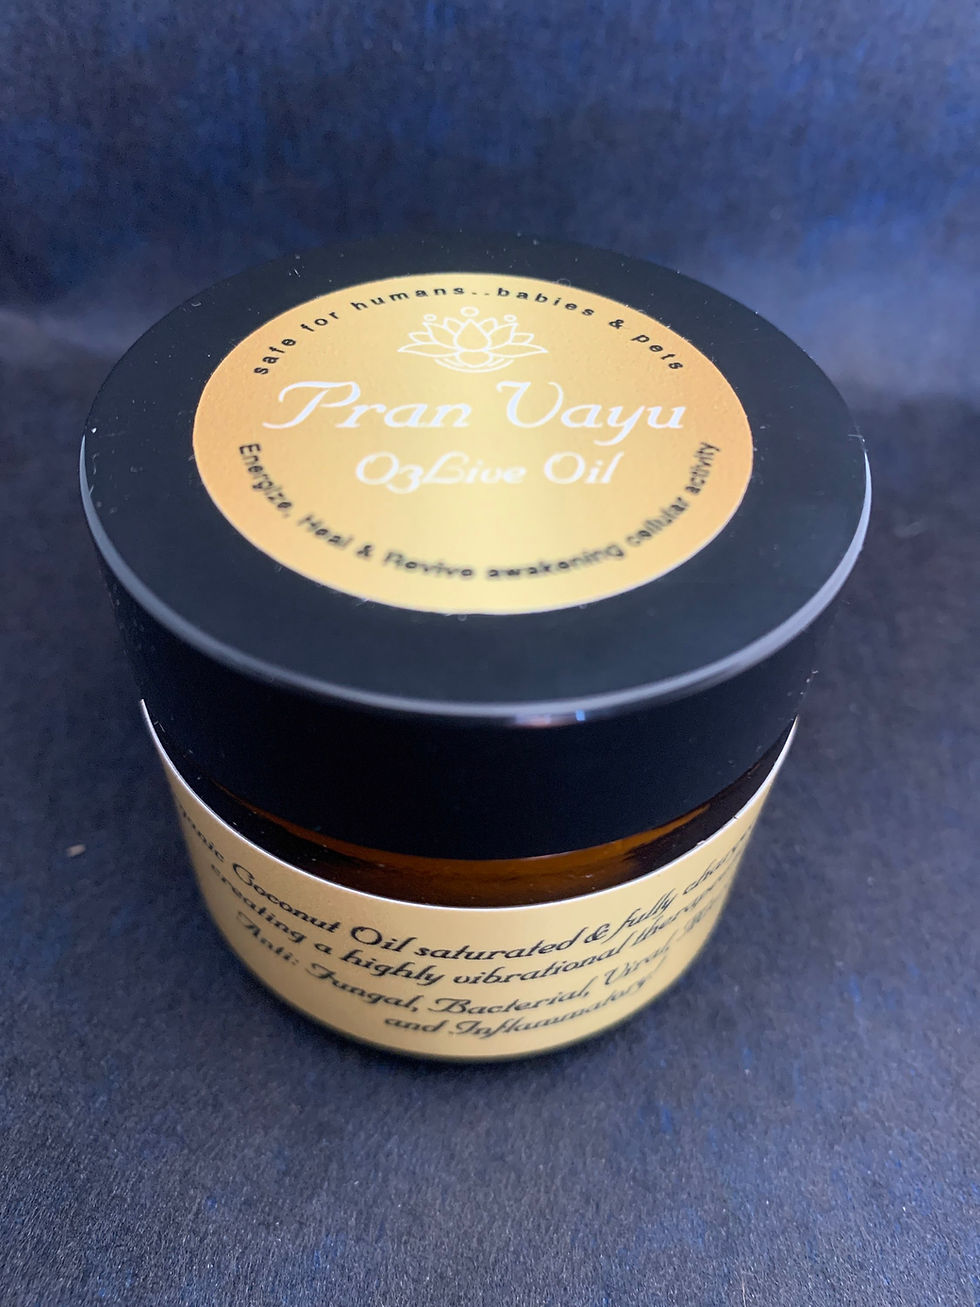 safe for humans..babies & pets
Pran Vayu
O3Live Oil
Energize, Heal & Revive awakening cellular activity
Coconut Oil saturated & fully
creating a highly vibrational
Anti: Fungal, Bacterial, Viral,
and Inflammatory